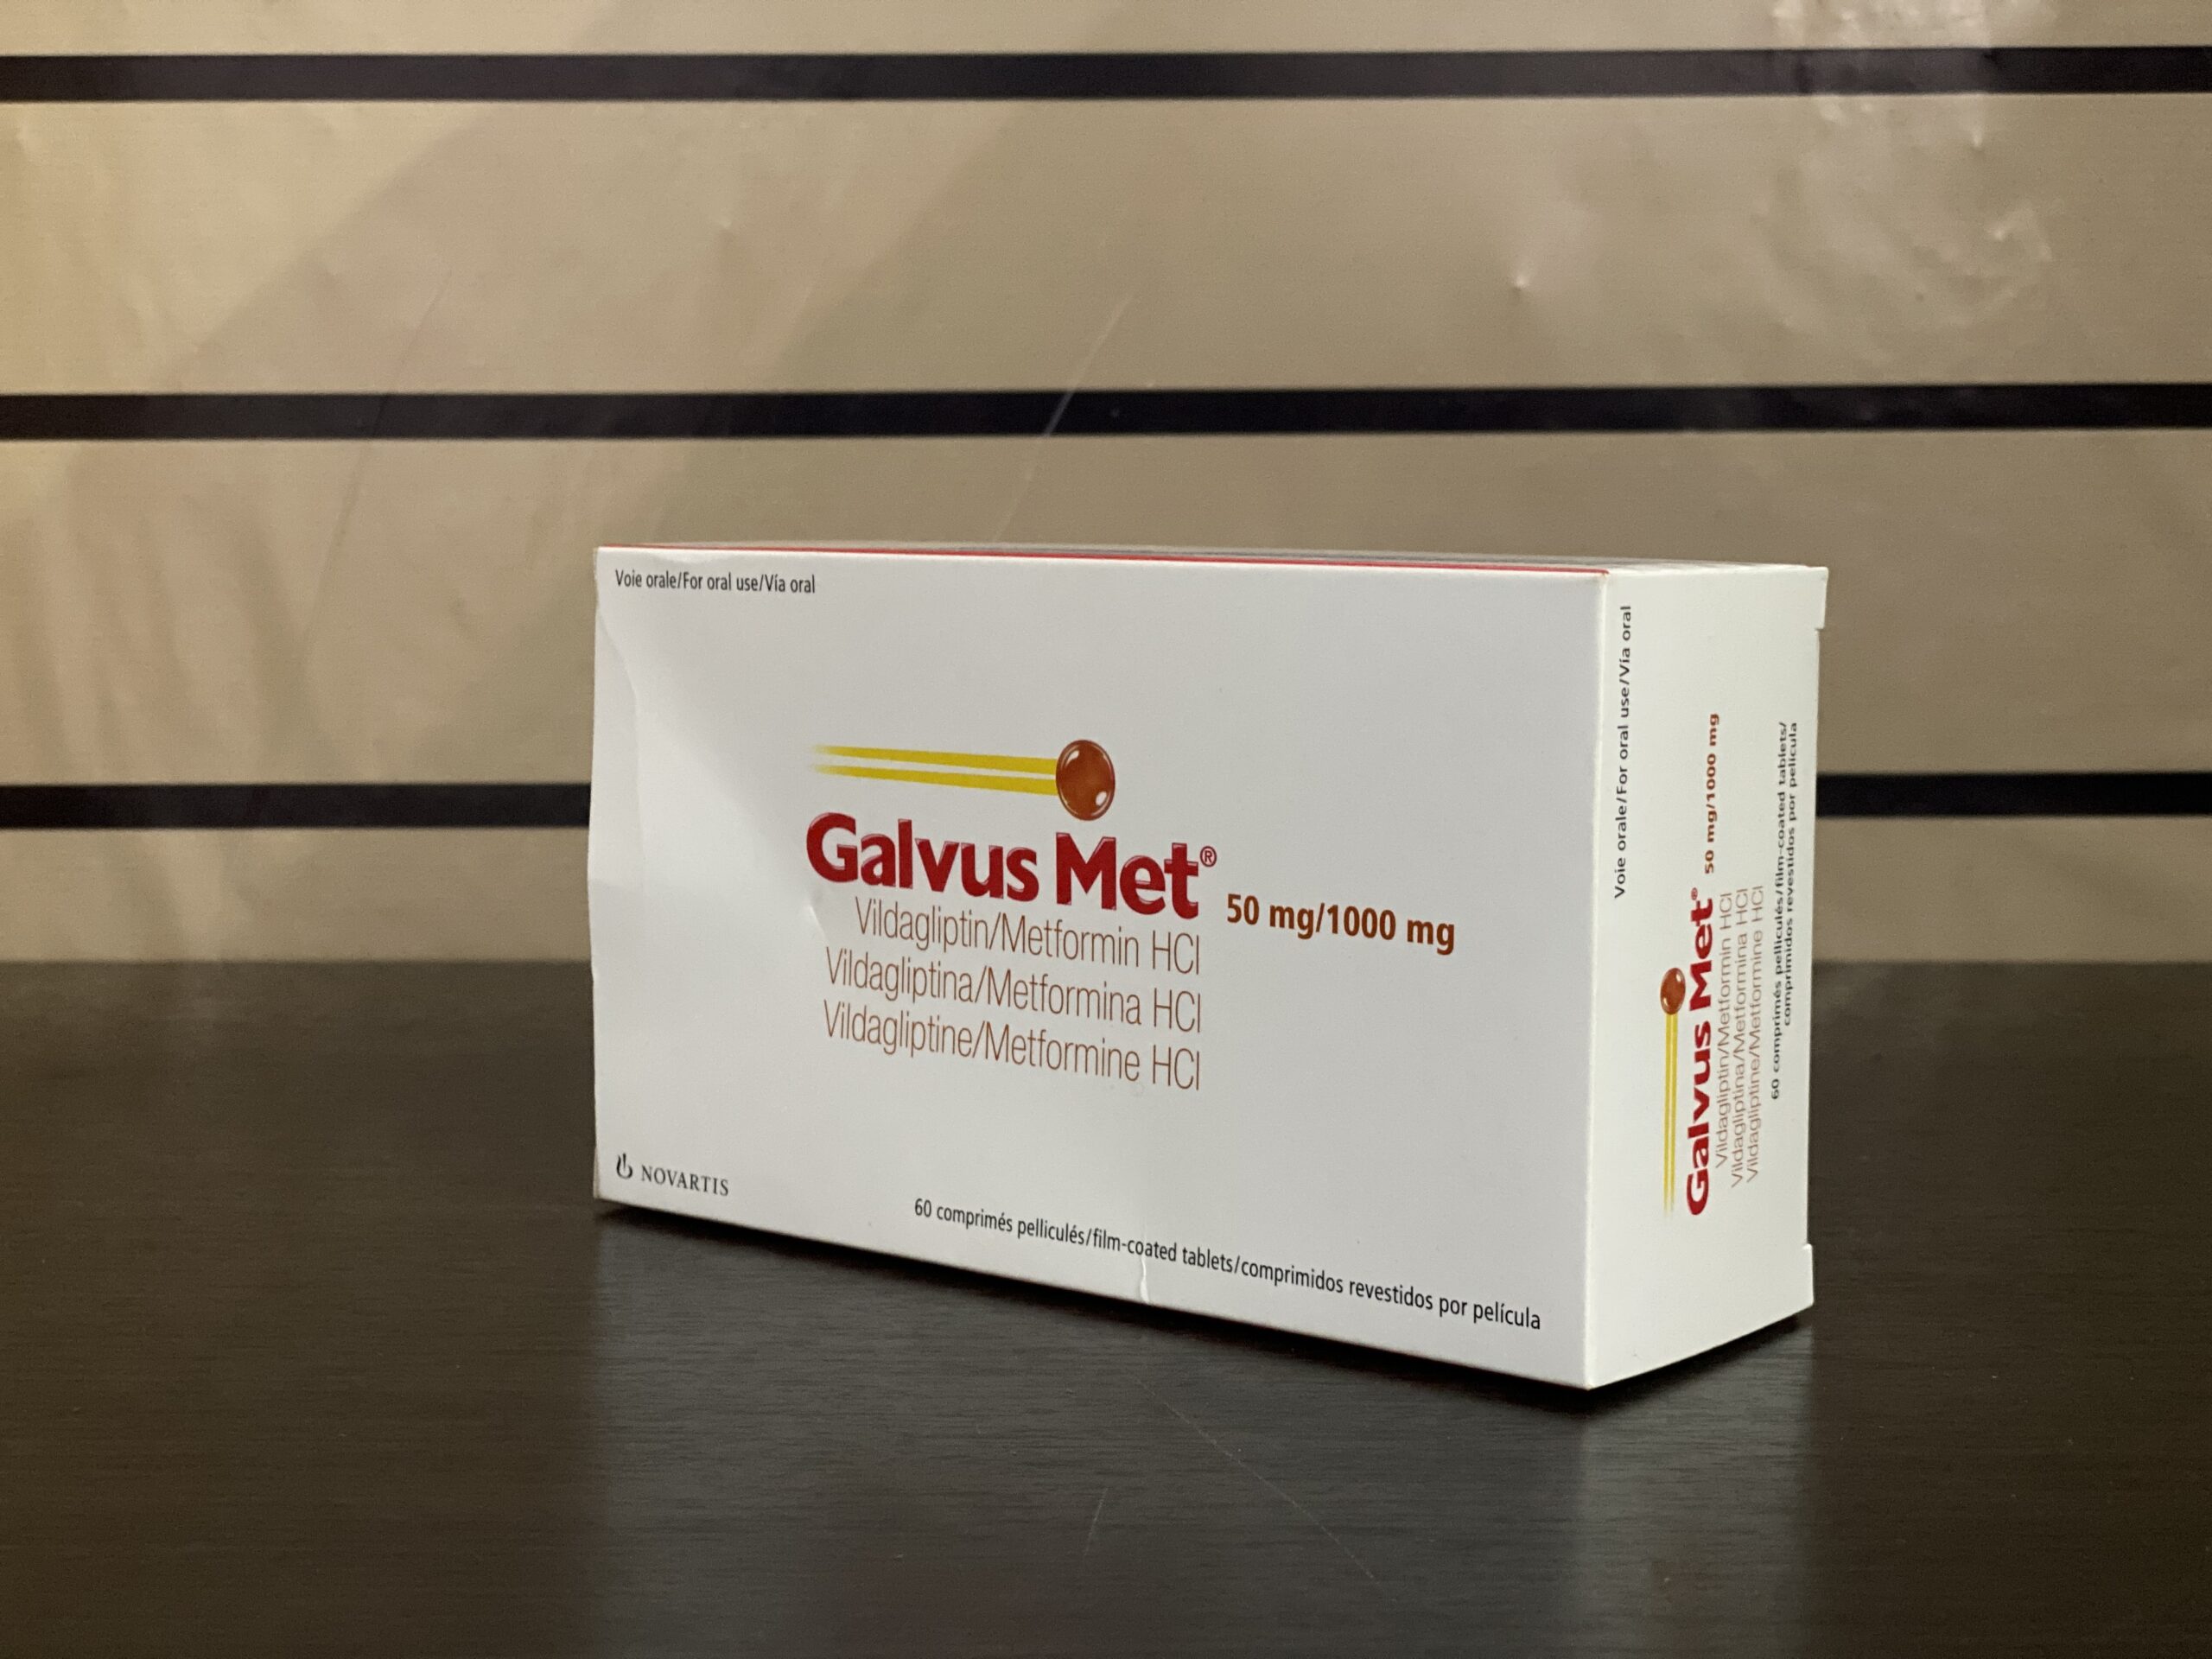 Voie orale/For oral use/Vía oral
Galvus Met® 50 mg/1000 mg
Vildagliptin/Metformin HCl
Vildagliptina/Metformina HCl
Vildagliptine/Metformine HCl
NOVARTIS
60 comprimés pelliculés/film-coated tablets/comprimidos revestidos por película
Voie orale/For oral use/Vía oral
Galvus Met® 50 mg/1000 mg
Vildagliptin/Metformin HCl
Vildagliptina/Metformina HCl
Vildagliptine/Metformine HCl
60 comprimés pelliculés/film-coated tablets/
comprimidos revestidos por película